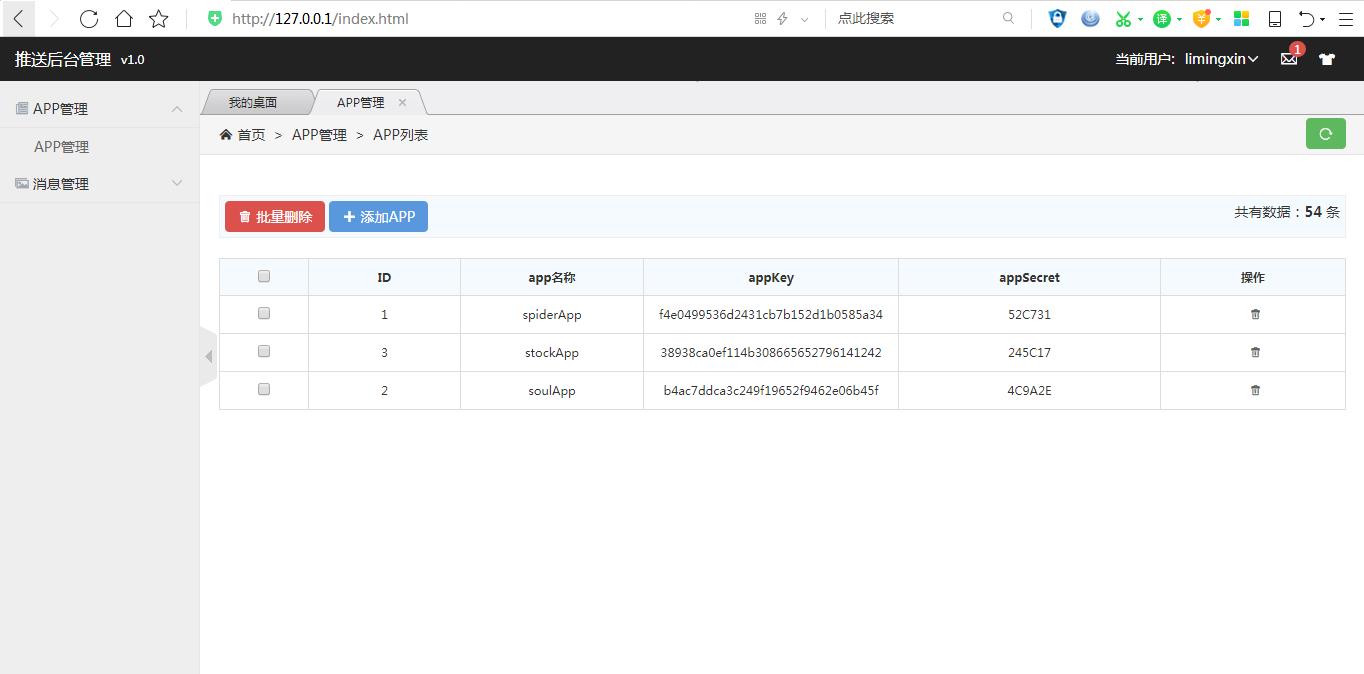 http://127.0.0.1/index.html 点此搜索 译
推送后台管理 v1.0 当前用户: limingxin 1
APP管理
APP管理
消息管理
我的桌面 APP管理
首页 > APP管理 > APP列表
批量删除 添加APP 共有数据：54 条
ID app名称 appKey appSecret 操作
1 spiderApp f4e0499536d2431cb7b152d1b0585a34 52C731
3 stockApp 38938ca0ef114b308665652796141242 245C17
2 soulApp b4ac7ddca3c249f19652f9462e06b45f 4C9A2E